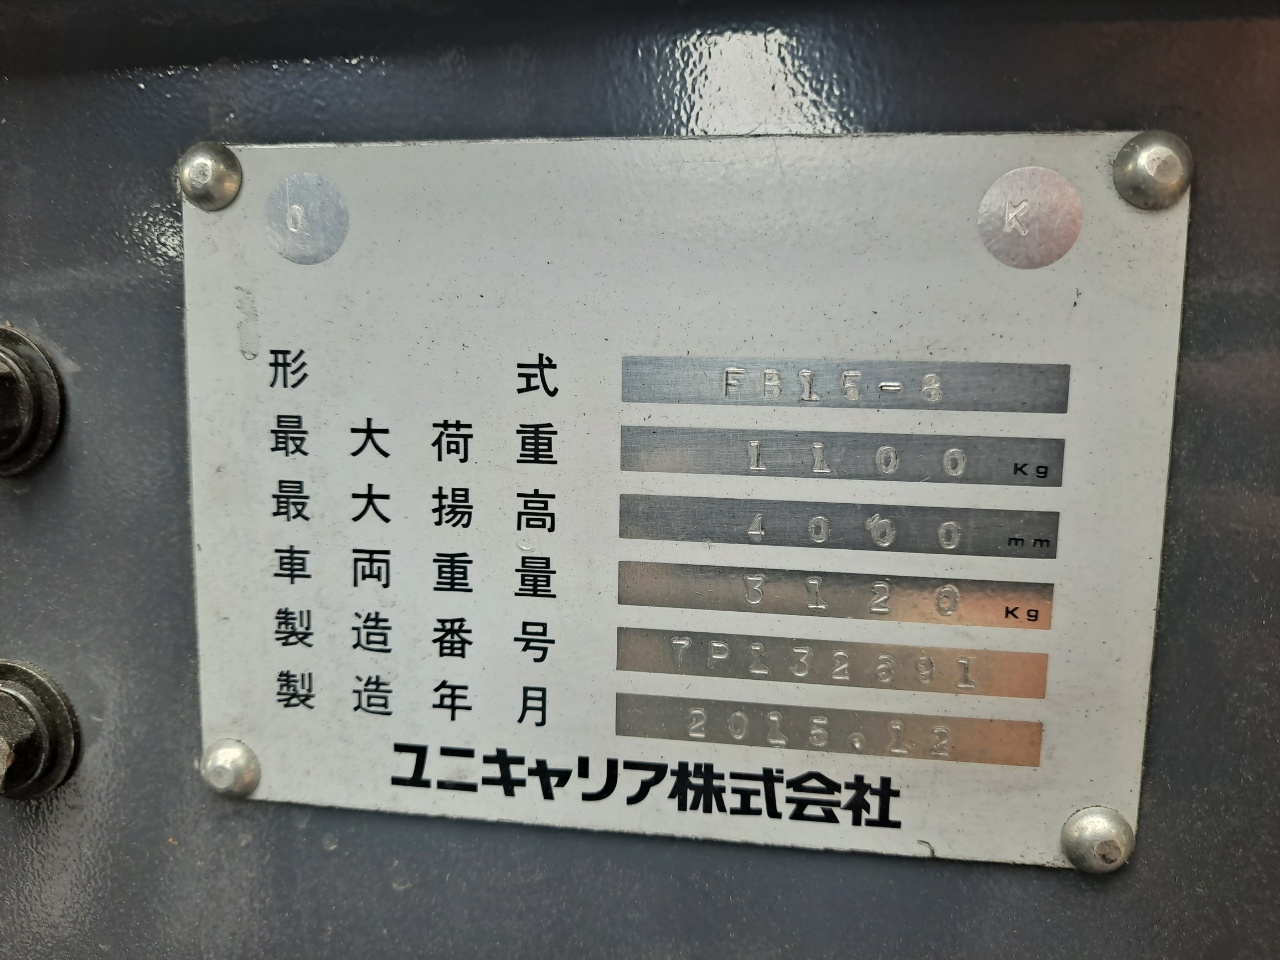 0 K
形式 FB15-8
最大荷重 1100 Kg
最大揚高 4000 mm
車両重量 3120 Kg
製造番号 7P132691
製造年月 2015.12
ユニキャリア株式会社